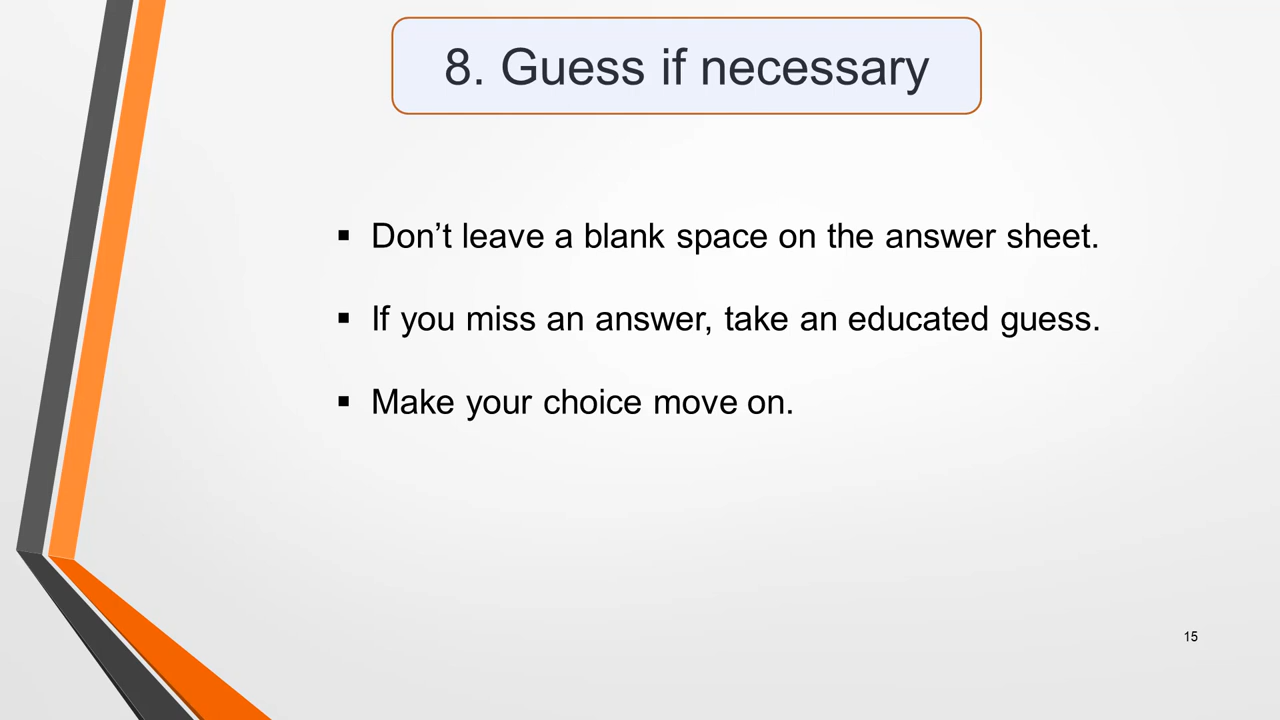 8. Guess if necessary
▪ Don’t leave a blank space on the answer sheet.
▪ If you miss an answer, take an educated guess.
▪ Make your choice move on.
15